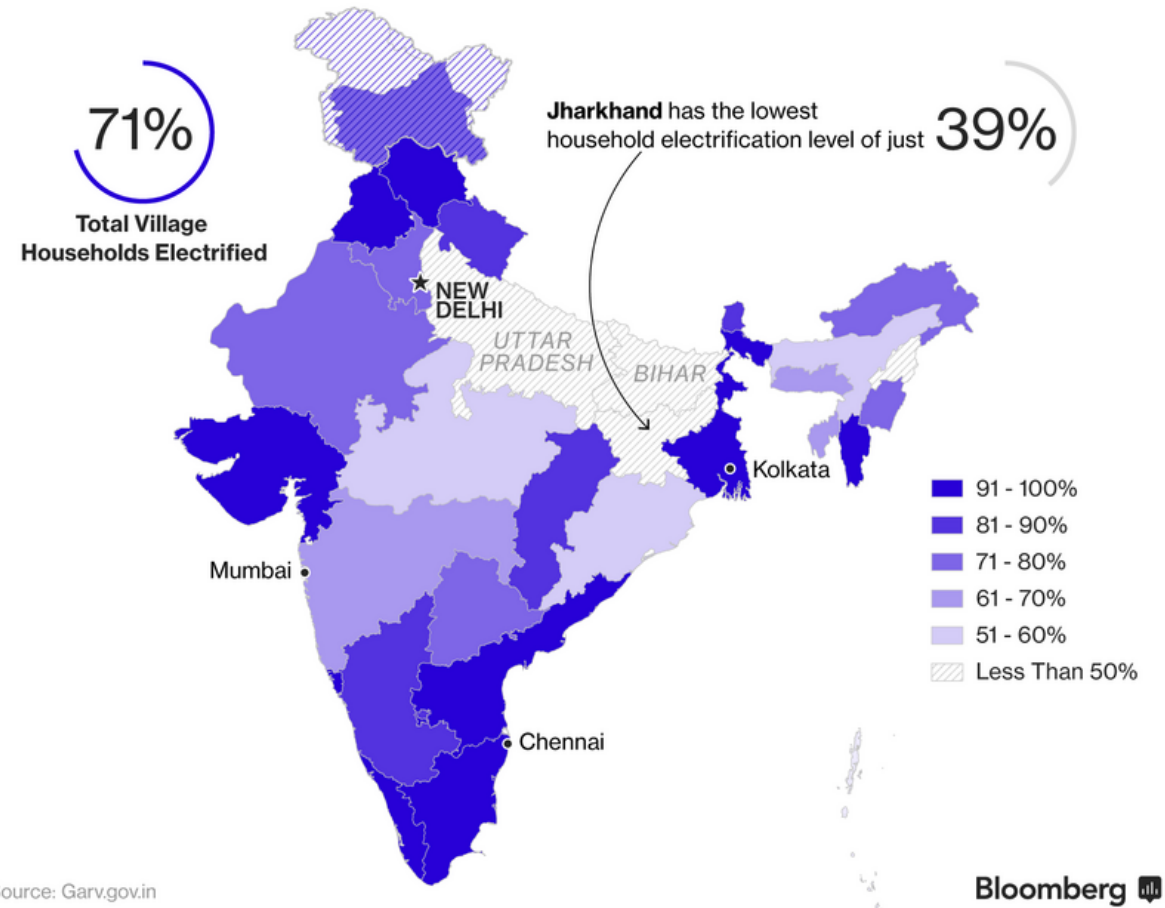 71%
Total Village
Households Electrified
Jharkhand has the lowest
household electrification level of just
39%
NEW
DELHI
UTTAR
PRADESH
BIHAR
Kolkata
Mumbai
Chennai
91 - 100%
81 - 90%
71 - 80%
61 - 70%
51 - 60%
Less Than 50%
ource: Garv.gov.in
Bloomberg